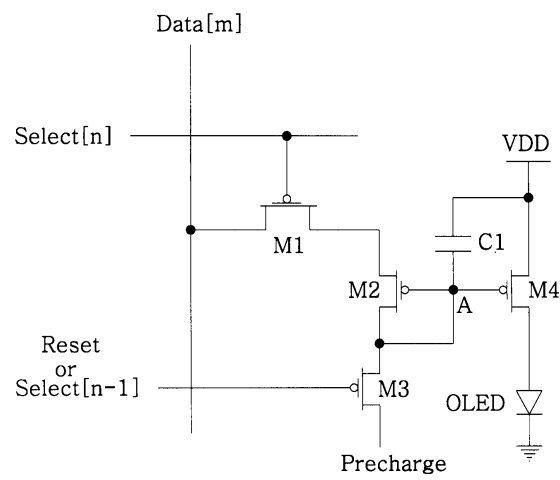 Data[m]
Select[n]
VDD
M1
C1
M2
A
M4
Reset
or
Select[n-1]
M3
OLED
Precharge